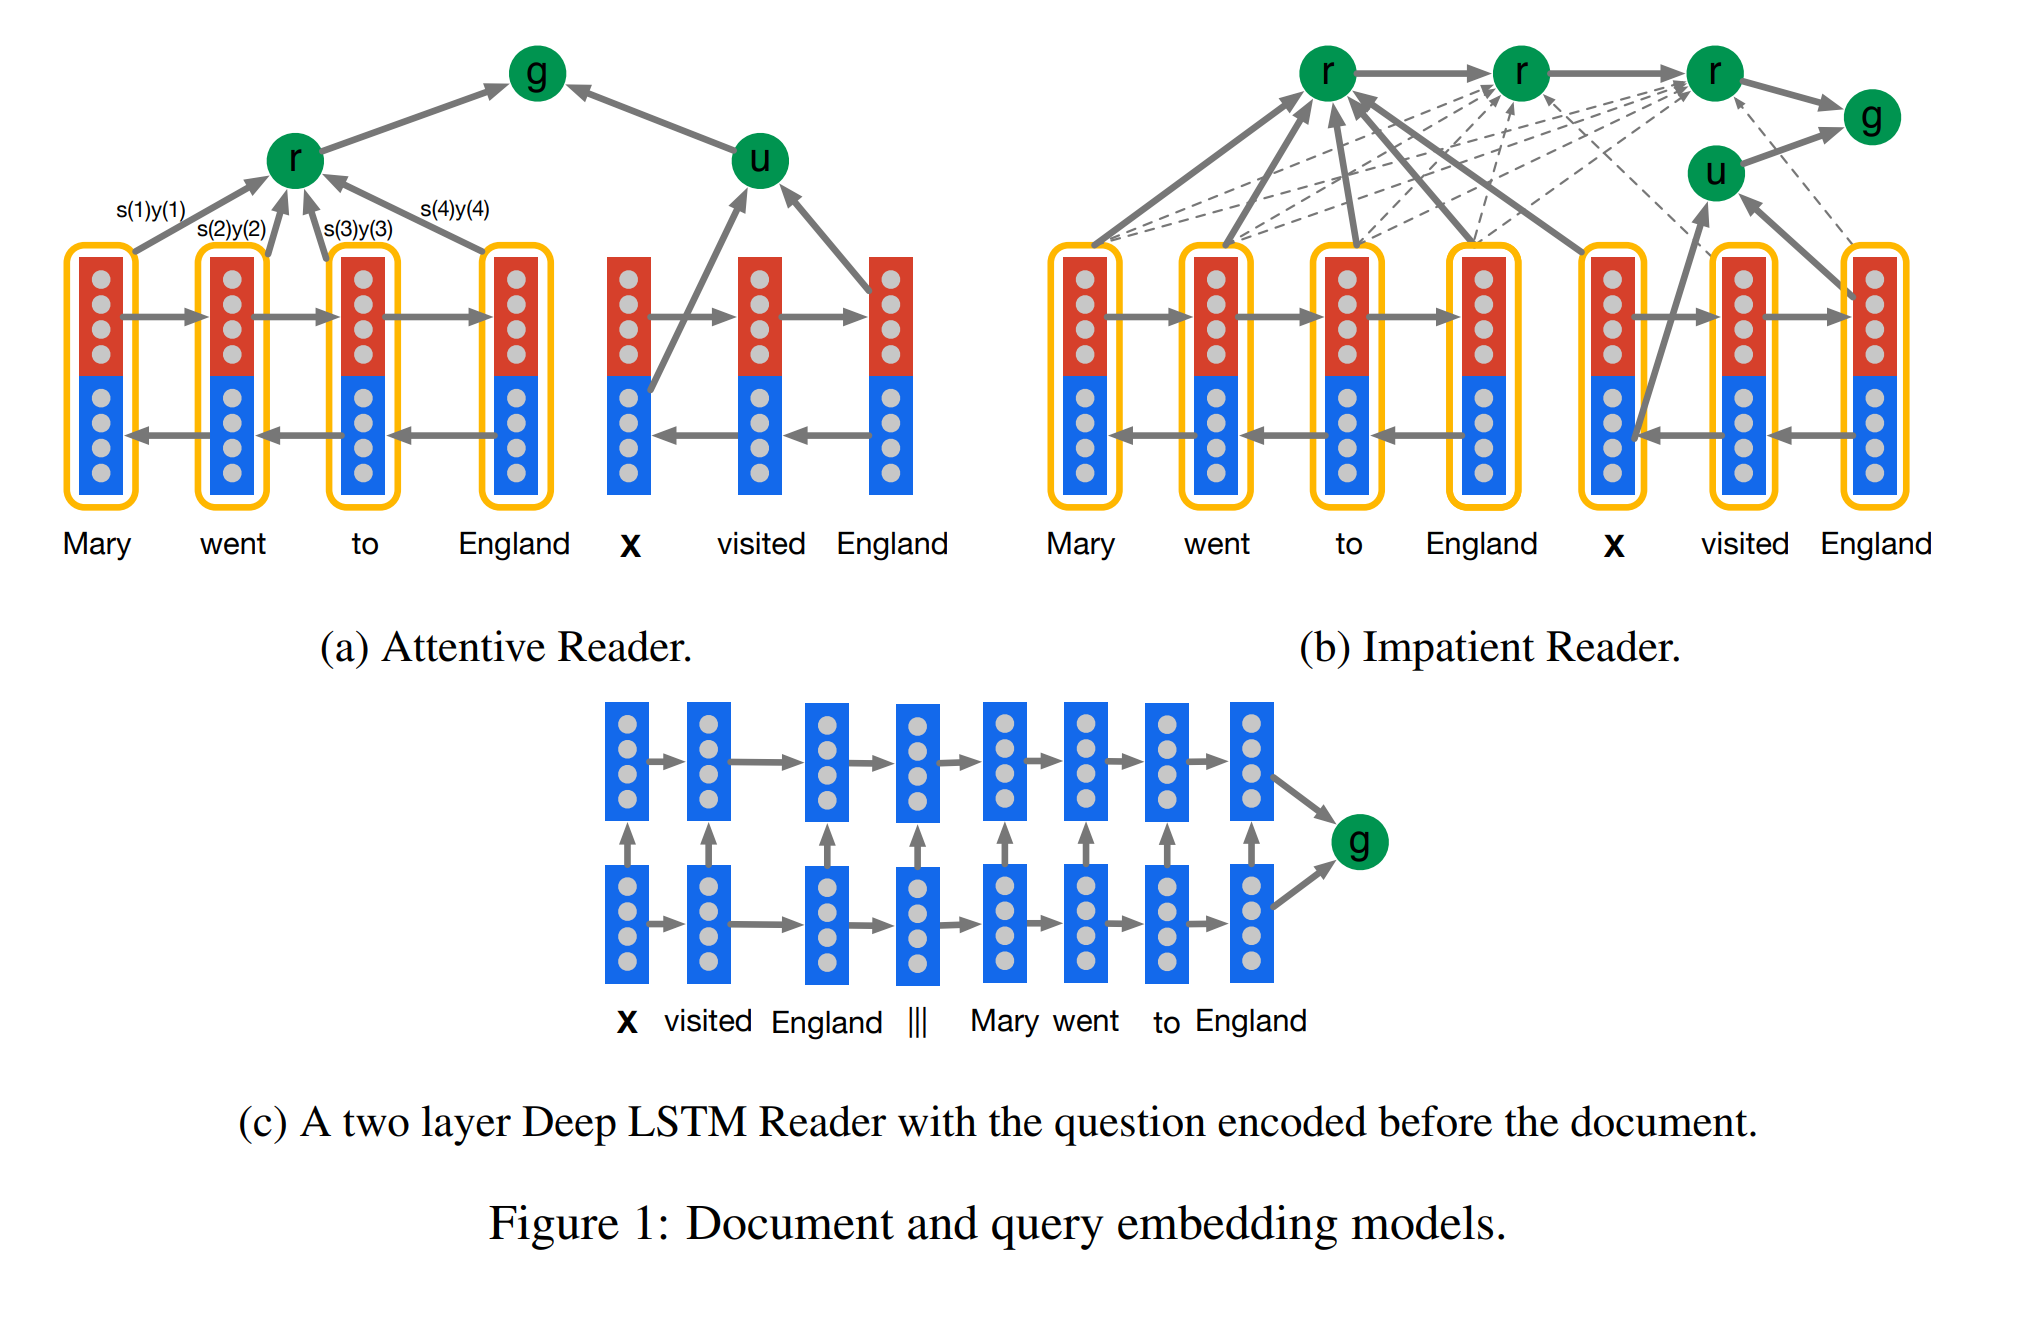 g
r
u
s(1)y(1)
s(2)y(2)
s(3)y(3)
s(4)y(4)
Mary went to England x visited England
(a) Attentive Reader.
r r r
g
u
Mary went to England x visited England
(b) Impatient Reader.
g
x visited England ||| Mary went to England
(c) A two layer Deep LSTM Reader with the question encoded before the document.
Figure 1: Document and query embedding models.